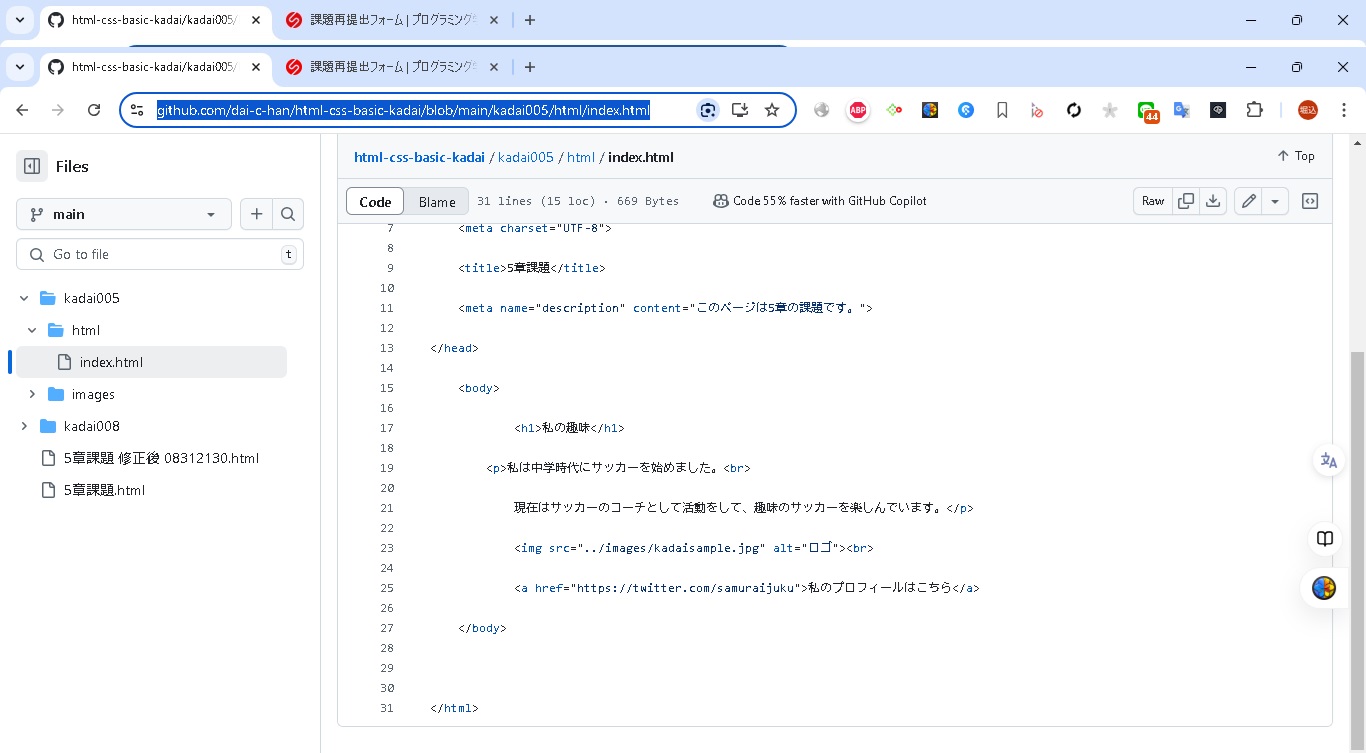 html-css-basic-kadai/kadai005/
課題再提出フォーム | プログラミング
html-css-basic-kadai/kadai005/
課題再提出フォーム | プログラミング
github.com/dai-c-han/html-css-basic-kadai/blob/main/kadai005/html/index.html
ABP
44
堀込
Files
main
Go to file
t
kadai005
html
index.html
images
kadai008
5章課題 修正後 08312130.html
5章課題.html
html-css-basic-kadai / kadai005 / html / index.html
Top
Code Blame 31 lines (15 loc) · 669 Bytes Code 55% faster with GitHub Copilot Raw
7 <meta charset="UTF-8">
8
9 <title>5章課題</title>
10
11 <meta name="description" content="このページは5章の課題です。">
12
13 </head>
14
15 <body>
16
17 <h1>私の趣味</h1>
18
19 <p>私は中学時代にサッカーを始めました。<br>
20
21 現在はサッカーのコーチとして活動をして、趣味のサッカーを楽しんでいます。</p>
22
23 <img src="../images/kadaisample.jpg" alt="ロゴ"><br>
24
25 <a href="https://twitter.com/samuraijuku">私のプロフィールはこちら</a>
26
27 </body>
28
29
30
31 </html>